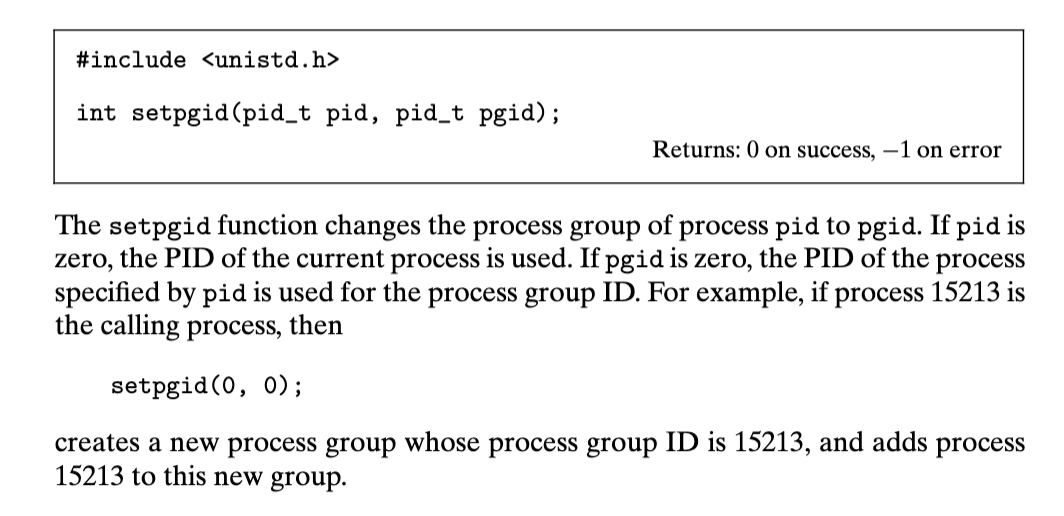 #include <unistd.h>
int setpgid(pid_t pid, pid_t pgid);
Returns: 0 on success, −1 on error
The setpgid function changes the process group of process pid to pgid. If pid is
zero, the PID of the current process is used. If pgid is zero, the PID of the process
specified by pid is used for the process group ID. For example, if process 15213 is
the calling process, then
setpgid(0, 0);
creates a new process group whose process group ID is 15213, and adds process
15213 to this new group.